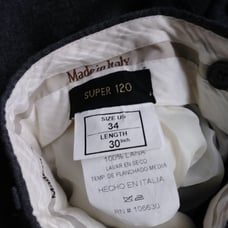 Made in Italy
SUPER 120
SIZE US
34
LENGTH
30
100% LANA
LAVAR EN SECO
TEMP. DE PLANCHADO MEDIA
HECHO EN ITALIA
RN# 106630